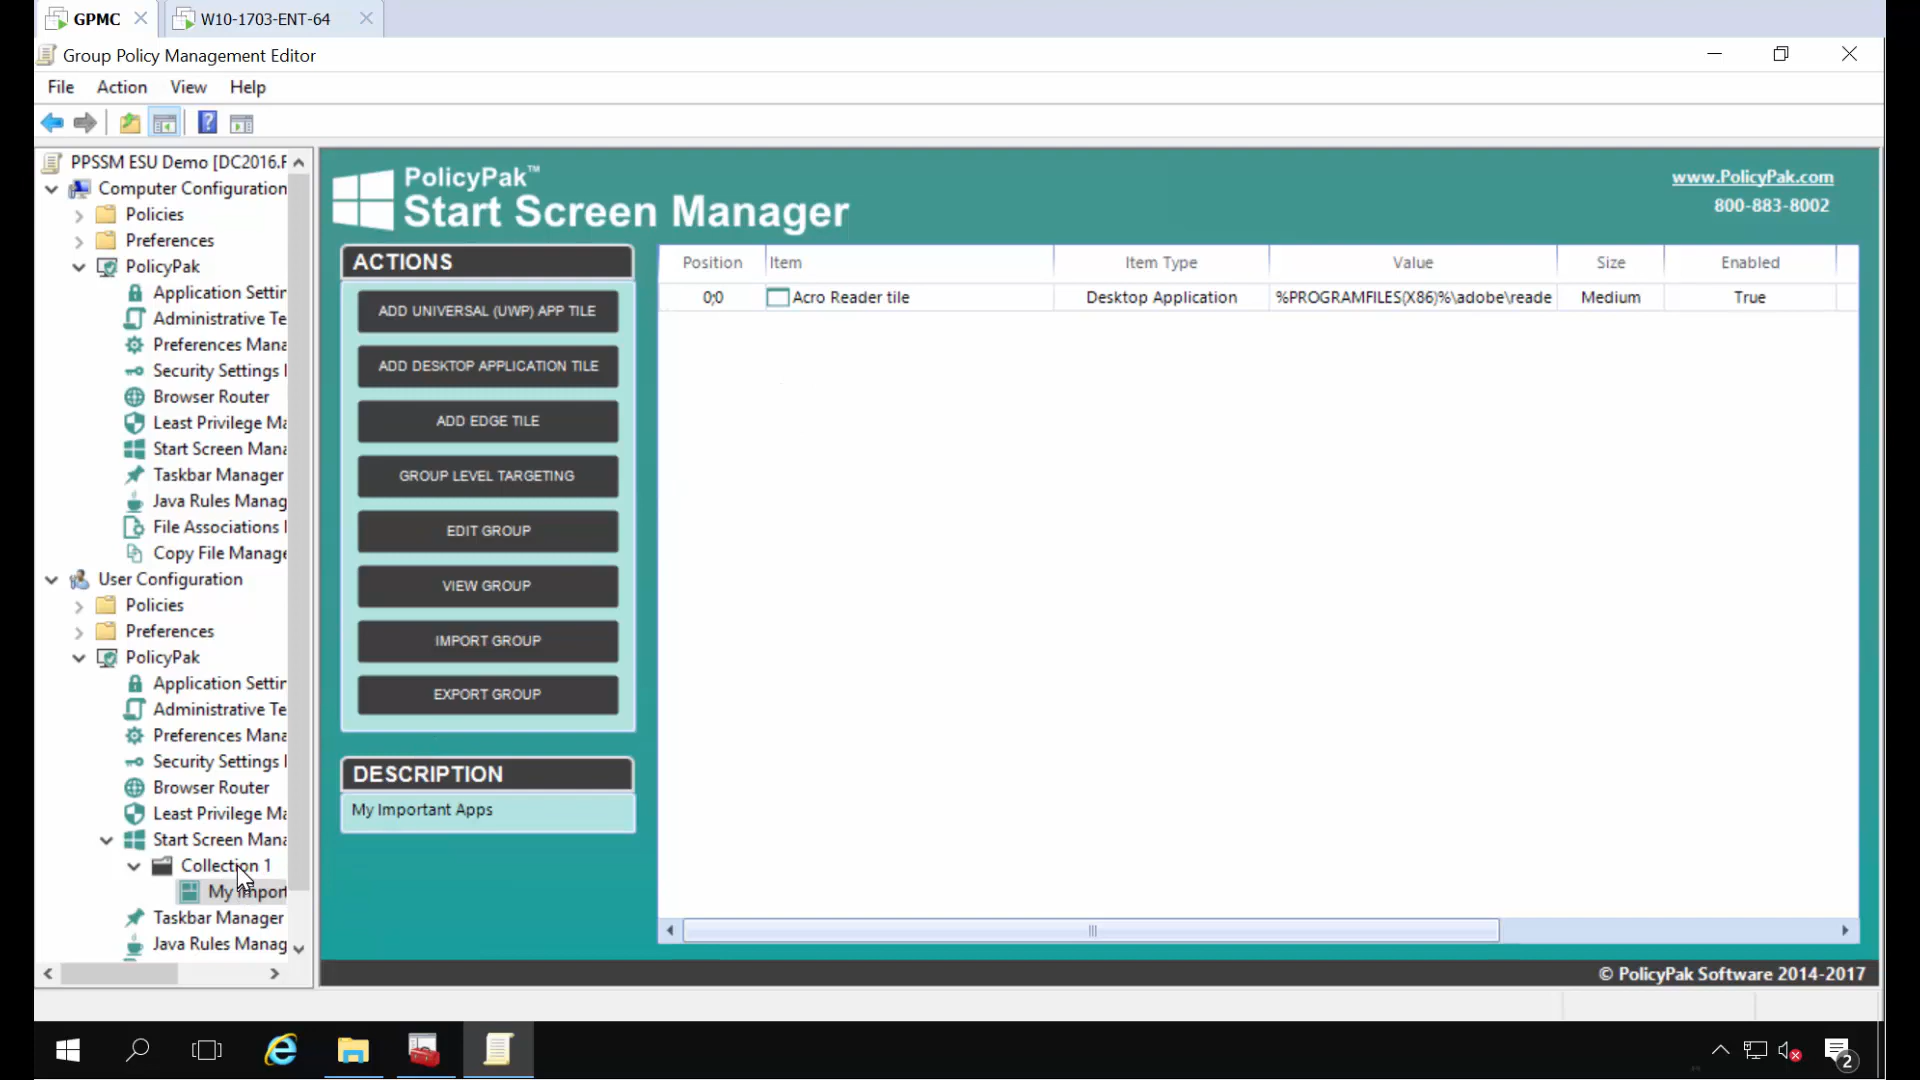 GPMC
W10-1703-ENT-64
Group Policy Management Editor
File Action View Help
PPSSM ESU Demo [DC2016.F
Computer Configuration
Policies
Preferences
PolicyPak
Application Settin
Administrative Te
Preferences Mana
Security Settings
Browser Router
Least Privilege Ma
Start Screen Mana
Taskbar Manager
Java Rules Manag
File Associations
Copy File Manage
User Configuration
Policies
Preferences
PolicyPak
Application Settin
Administrative Te
Preferences Mana
Security Settings
Browser Router
Least Privilege Ma
Start Screen Mana
Collection 1
My Import
Taskbar Manager
Java Rules Manag
PolicyPak™
Start Screen Manager
www.PolicyPak.com
800-883-8002
ACTIONS
ADD UNIVERSAL (UWP) APP TILE
ADD DESKTOP APPLICATION TILE
ADD EDGE TILE
GROUP LEVEL TARGETING
EDIT GROUP
VIEW GROUP
IMPORT GROUP
EXPORT GROUP
DESCRIPTION
My Important Apps
Position Item Item Type Value Size Enabled
0;0 Acro Reader tile Desktop Application %PROGRAMFILES(X86)%\adobe\reade Medium True
© PolicyPak Software 2014-2017
2